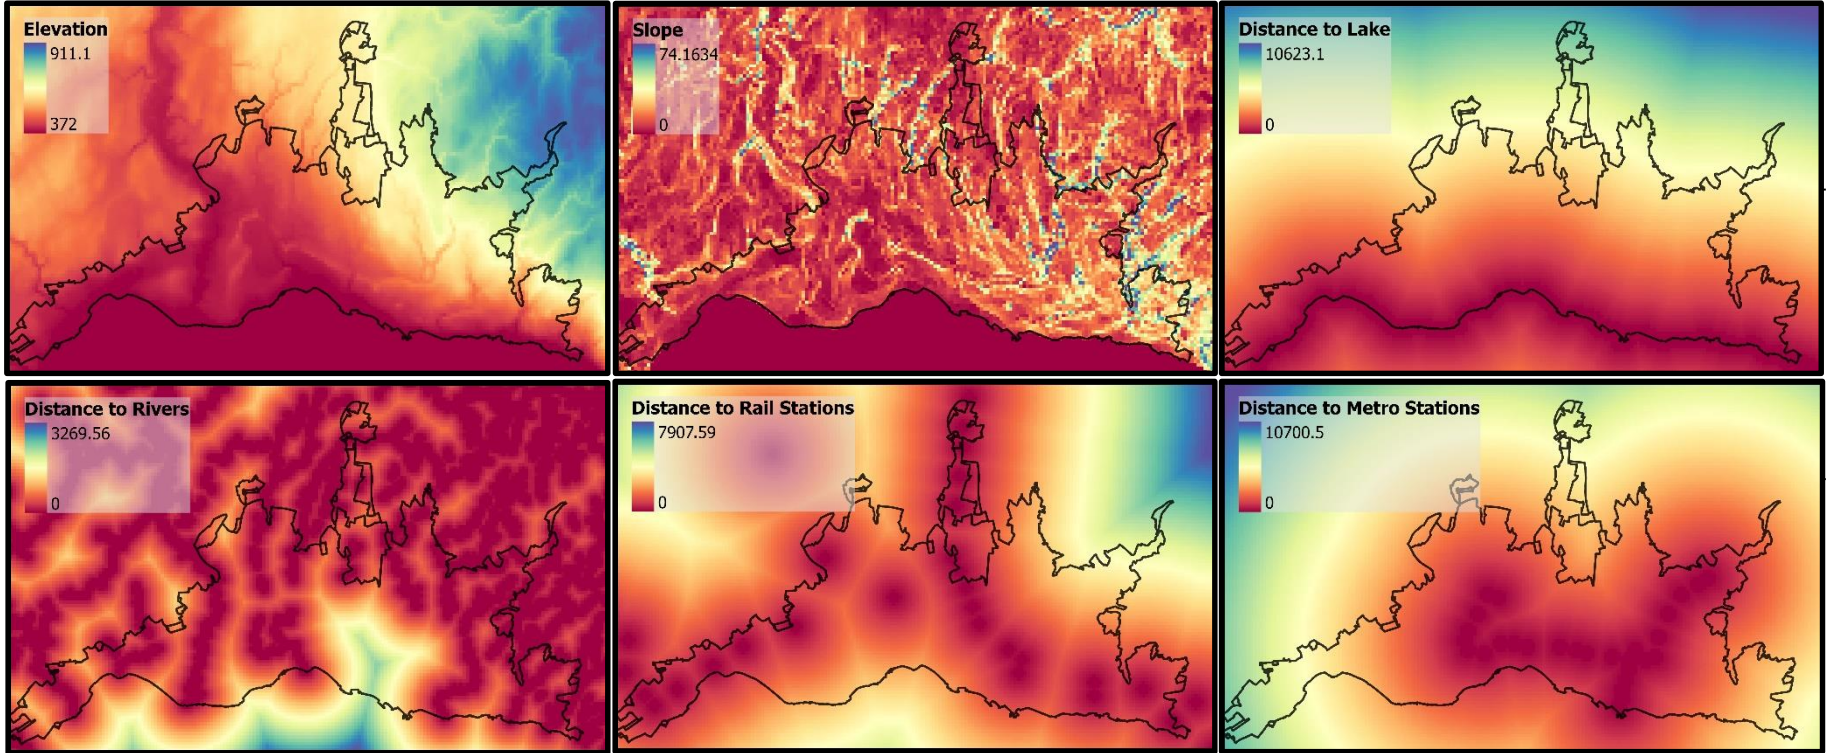 Elevation
911.1
372
Slope
74.1634
0
Distance to Lake
10623.1
0
Distance to Rivers
3269.56
0
Distance to Rail Stations
7907.59
0
Distance to Metro Stations
10700.5
0